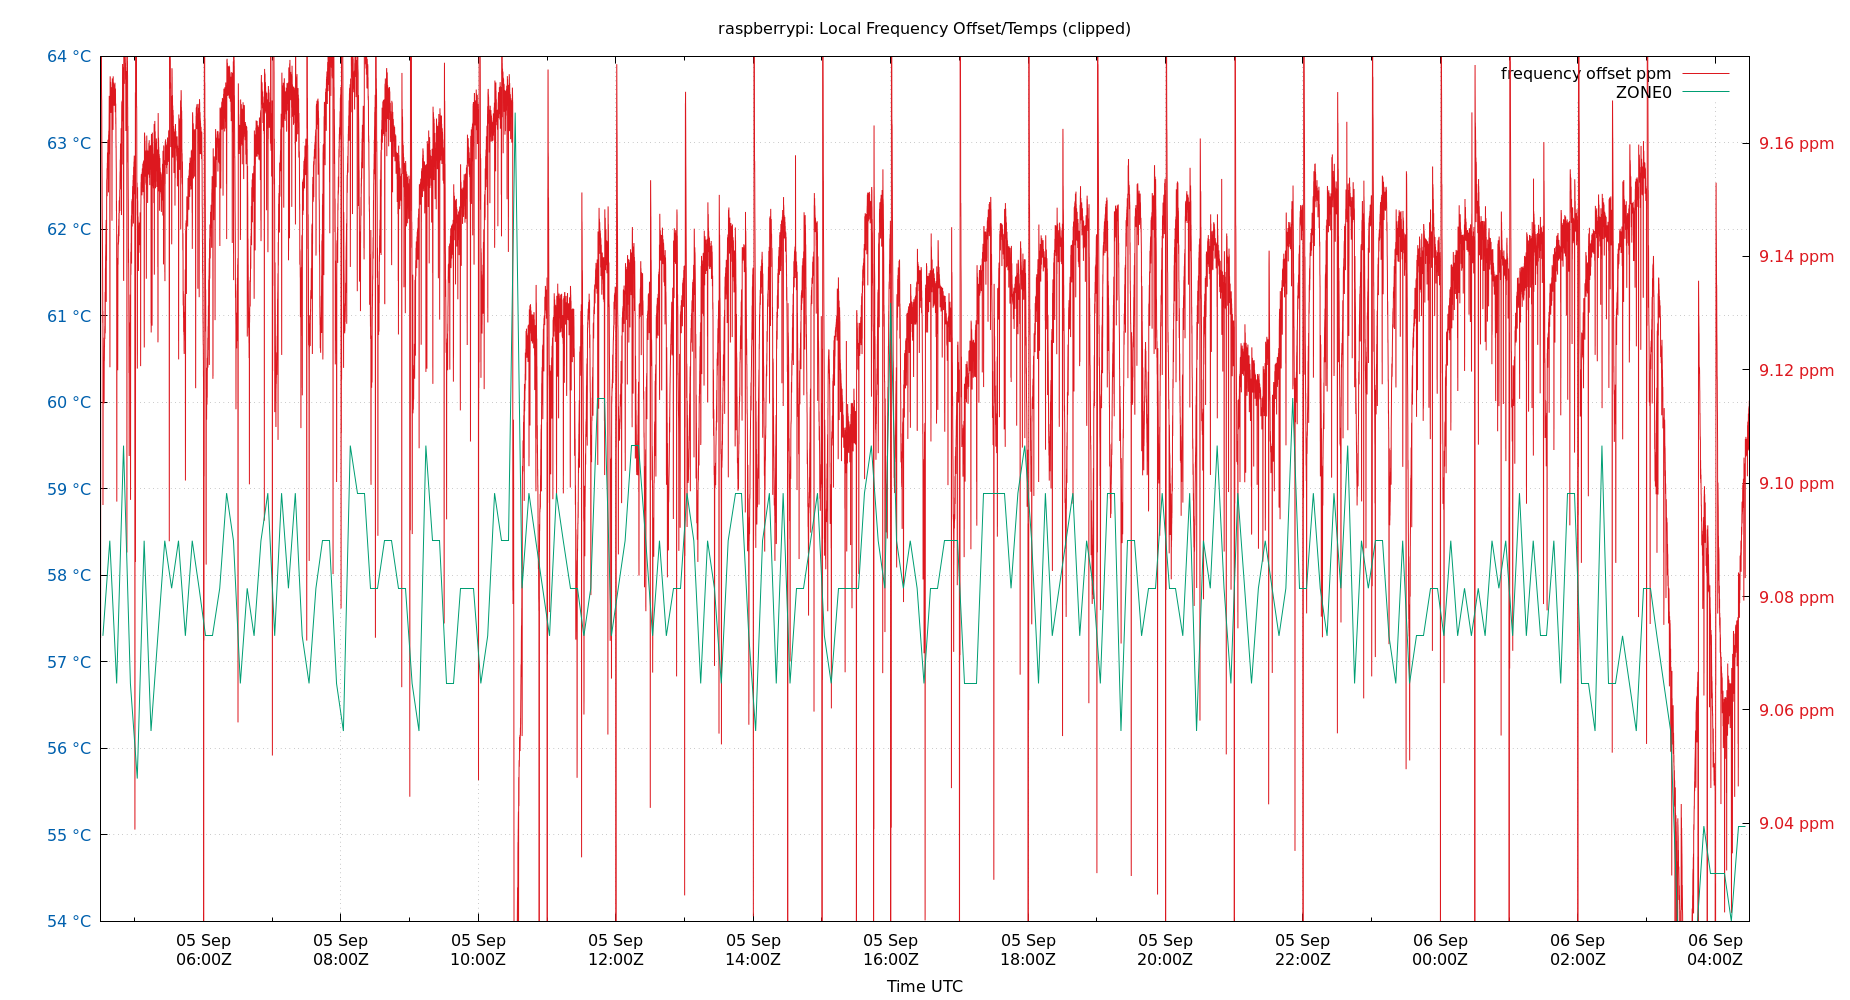 raspberrypi: Local Frequency Offset/Temps (clipped)
frequency offset ppm
ZONE0
64 °C
63 °C
62 °C
61 °C
60 °C
59 °C
58 °C
57 °C
56 °C
55 °C
54 °C
9.16 ppm
9.14 ppm
9.12 ppm
9.10 ppm
9.08 ppm
9.06 ppm
9.04 ppm
05 Sep
06:00Z
05 Sep
08:00Z
05 Sep
10:00Z
05 Sep
12:00Z
05 Sep
14:00Z
05 Sep
16:00Z
05 Sep
18:00Z
05 Sep
20:00Z
05 Sep
22:00Z
06 Sep
00:00Z
06 Sep
02:00Z
06 Sep
04:00Z
Time UTC